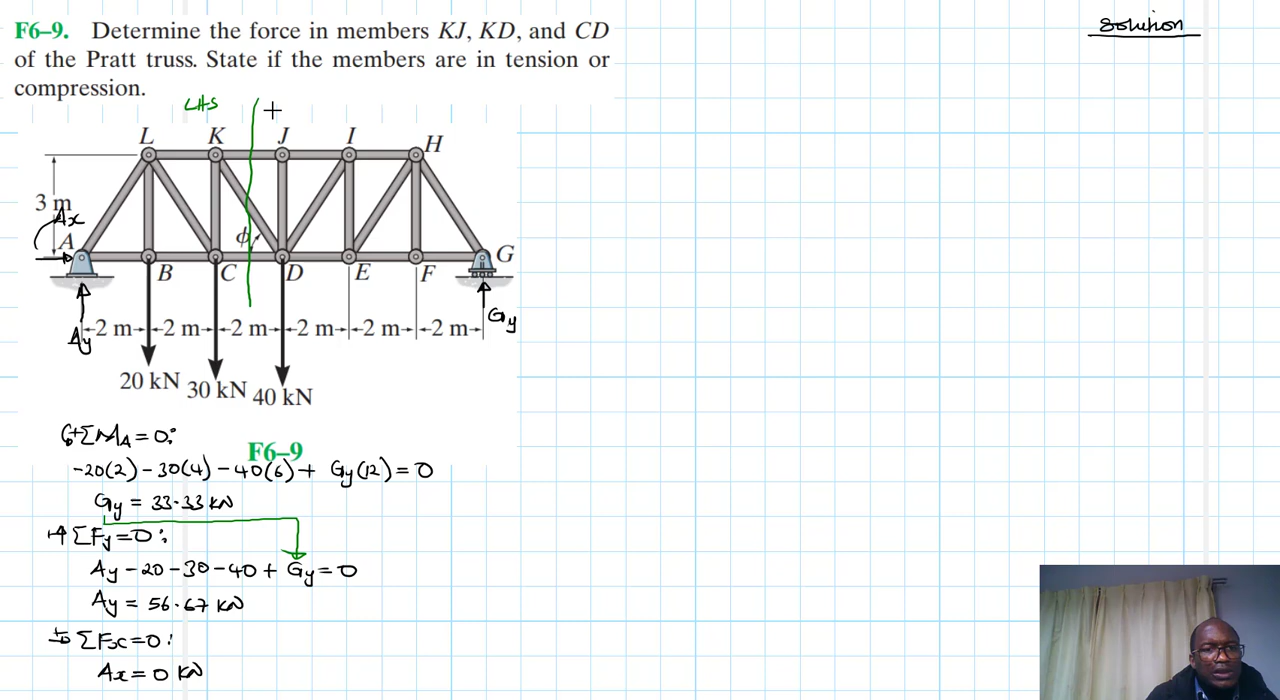 F6–9. Determine the force in members KJ, KD, and CD
of the Pratt truss. State if the members are in tension or
compression.
Solution
LHS
+
L K J I H
3 m
Ax
A
ϕ
G
B C D E F
Gy
2 m 2 m 2 m 2 m 2 m 2 m
Ay
20 kN 30 kN 40 kN
F6–9
+ΣMA=0:
-20(2) - 30(4) - 40(6) + Gy(12) = 0
Gy = 33.33 kN
+↑ΣFy=0:
Ay - 20 - 30 - 40 + Gy = 0
Ay = 56.67 kN
+→ΣFx=0:
Ax = 0 kN